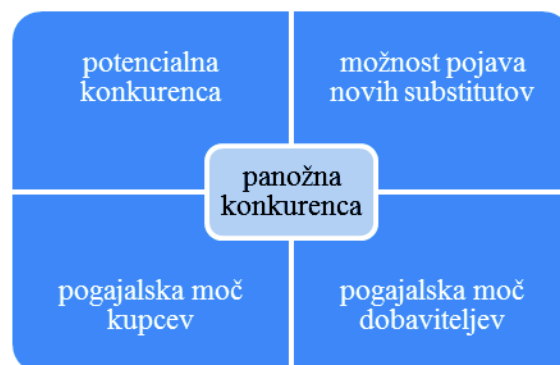 potencialna
konkurenca
možnost pojava
novih substitutov
panožna
konkurenca
pogajalska moč
kupcev
pogajalska moč
dobaviteljev